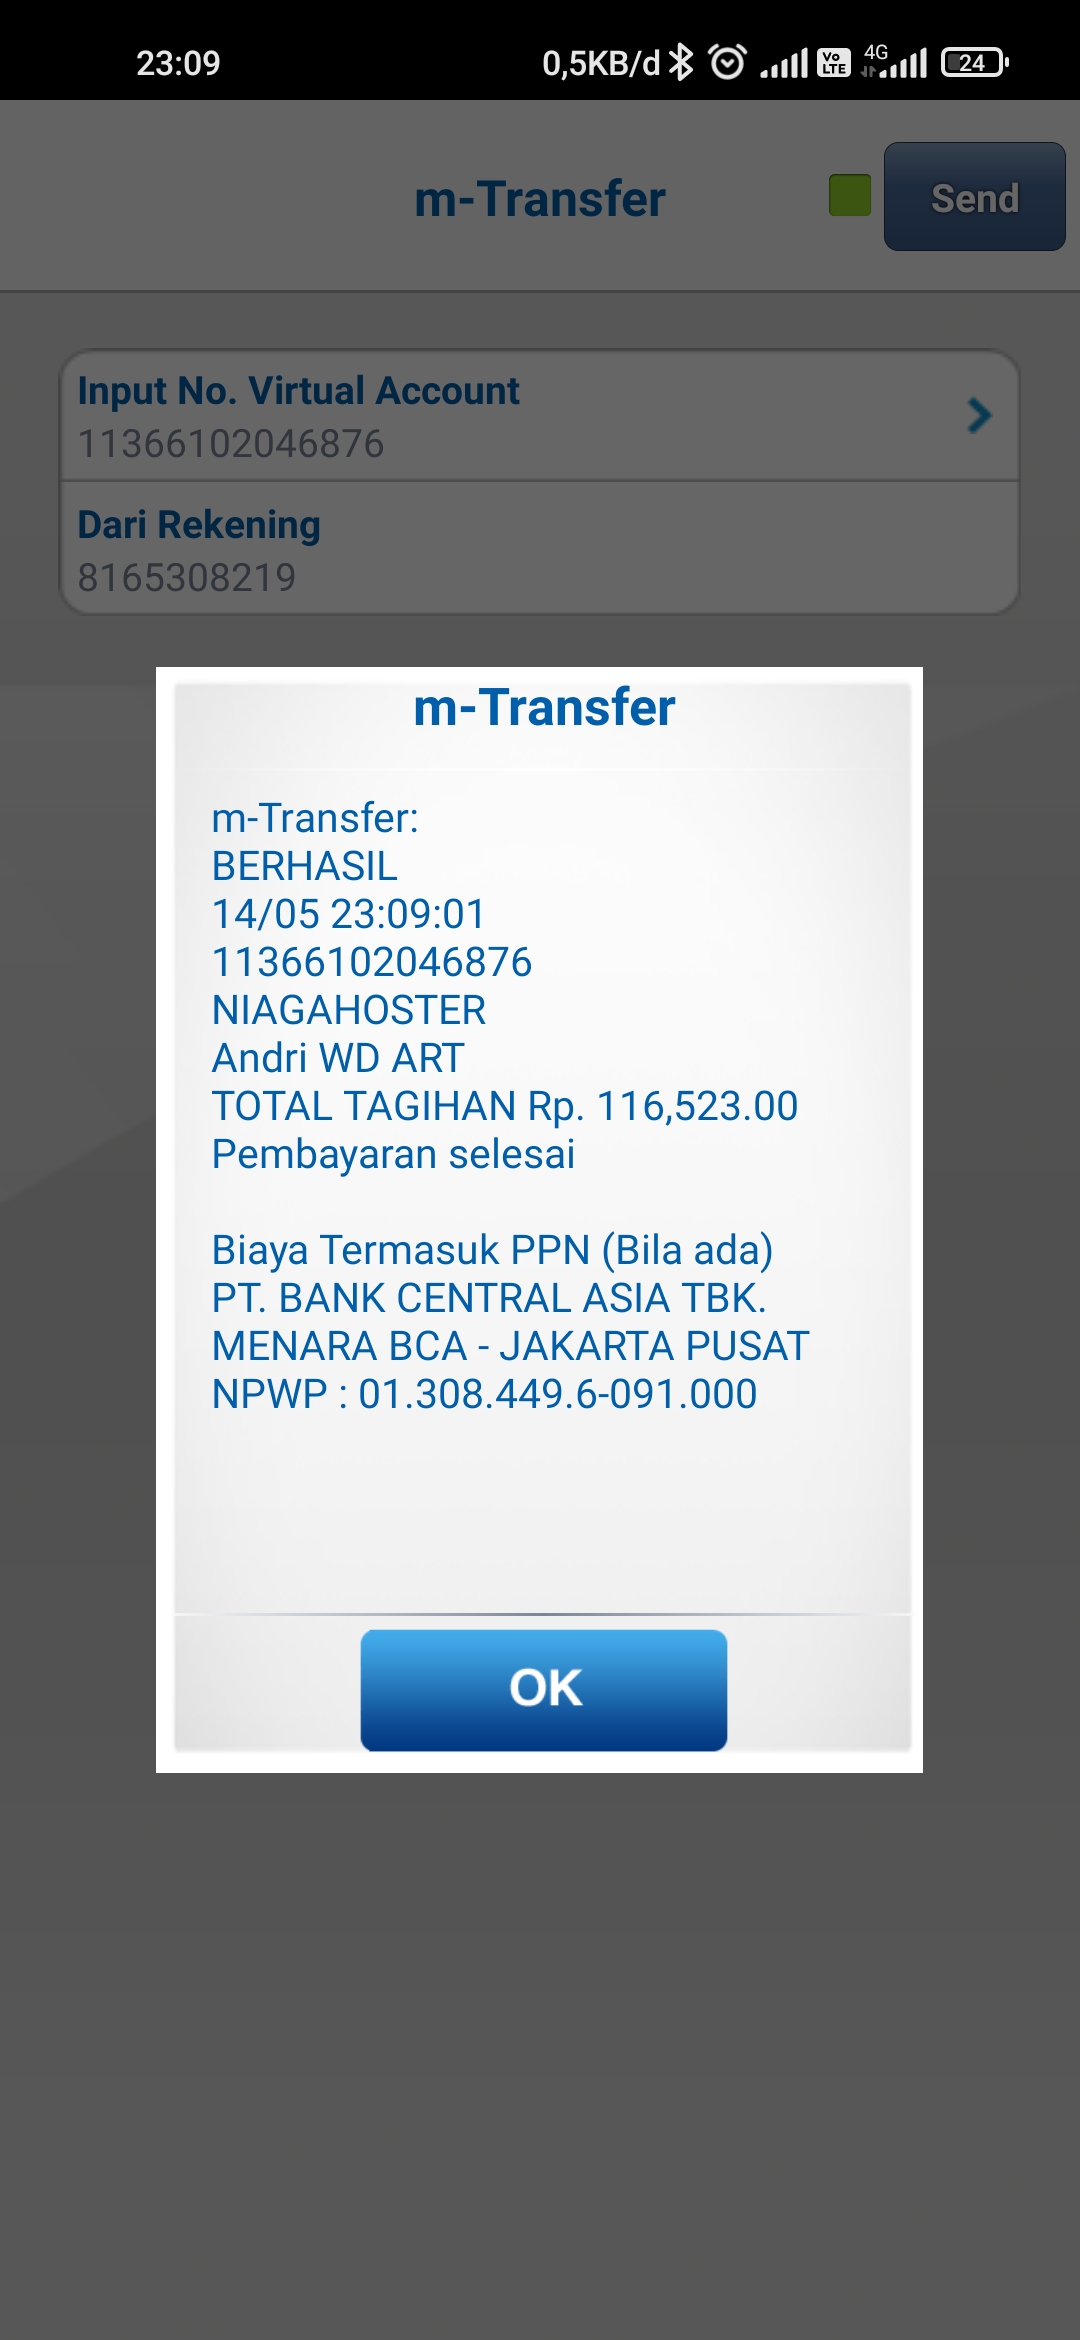 23:09 0,5KB/d Vo LTE 4G 24
m-Transfer Send
Input No. Virtual Account
11366102046876
Dari Rekening
8165308219
m-Transfer
m-Transfer:
BERHASIL
14/05 23:09:01
11366102046876
NIAGAHOSTER
Andri WD ART
TOTAL TAGIHAN Rp. 116,523.00
Pembayaran selesai
Biaya Termasuk PPN (Bila ada)
PT. BANK CENTRAL ASIA TBK.
MENARA BCA - JAKARTA PUSAT
NPWP : 01.308.449.6-091.000
OK